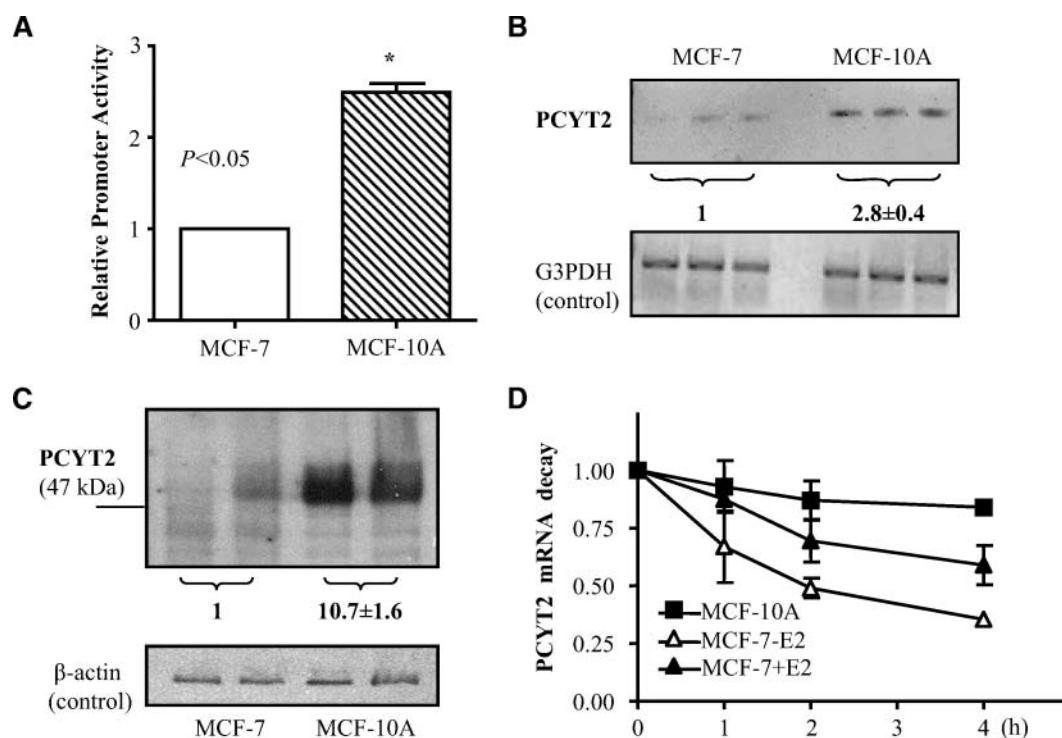 A
Relative Promoter Activity
3
2
1
0
*
P<0.05
MCF-7
MCF-10A
B
MCF-7 MCF-10A
PCYT2
1
2.8±0.4
G3PDH
(control)
C
PCYT2
(47 kDa)
1
10.7±1.6
β-actin
(control)
MCF-7 MCF-10A
D
PCYT2 mRNA decay
1.00
0.75
0.50
0.25
0.00
MCF-10A
MCF-7-E2
MCF-7+E2
0 1 2 3 4 (h)